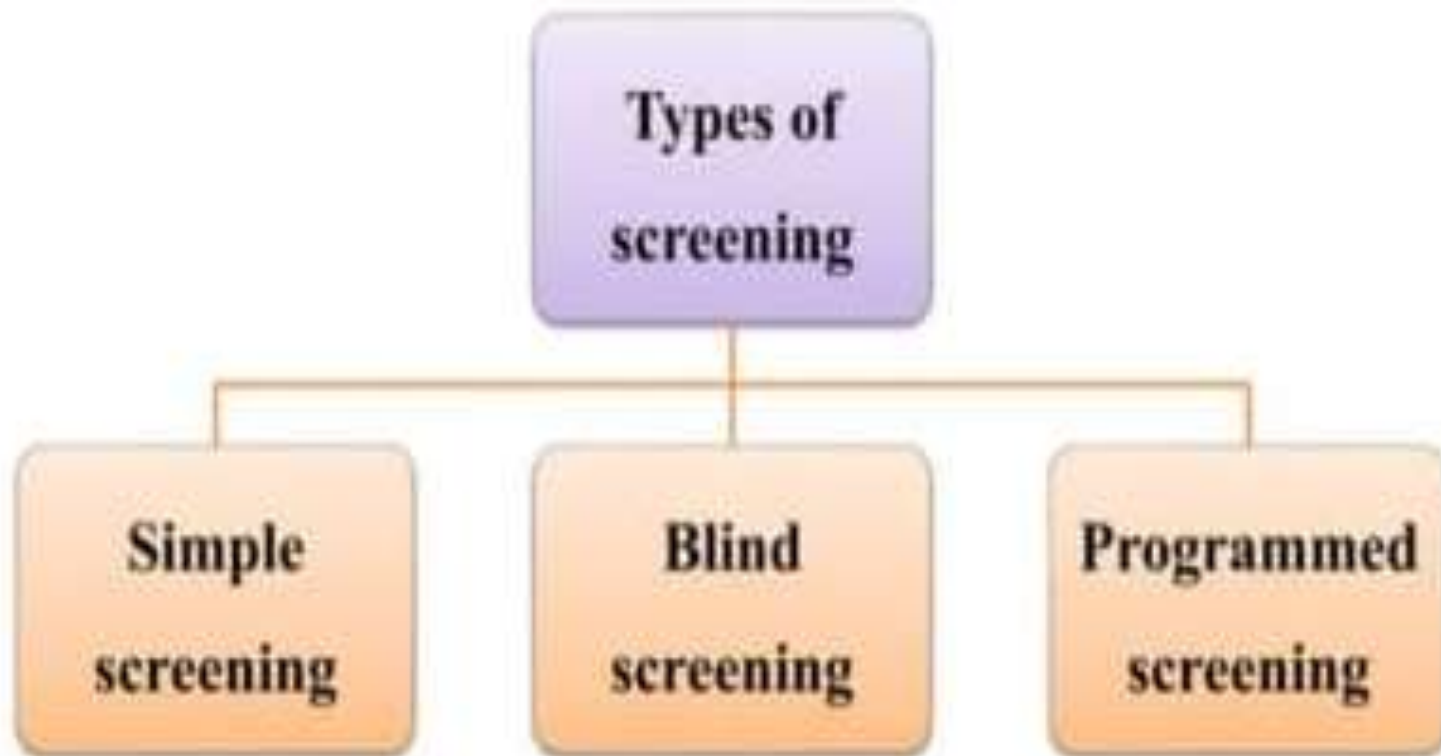 Types of
screening
Simple
screening
Blind
screening
Programmed
screening